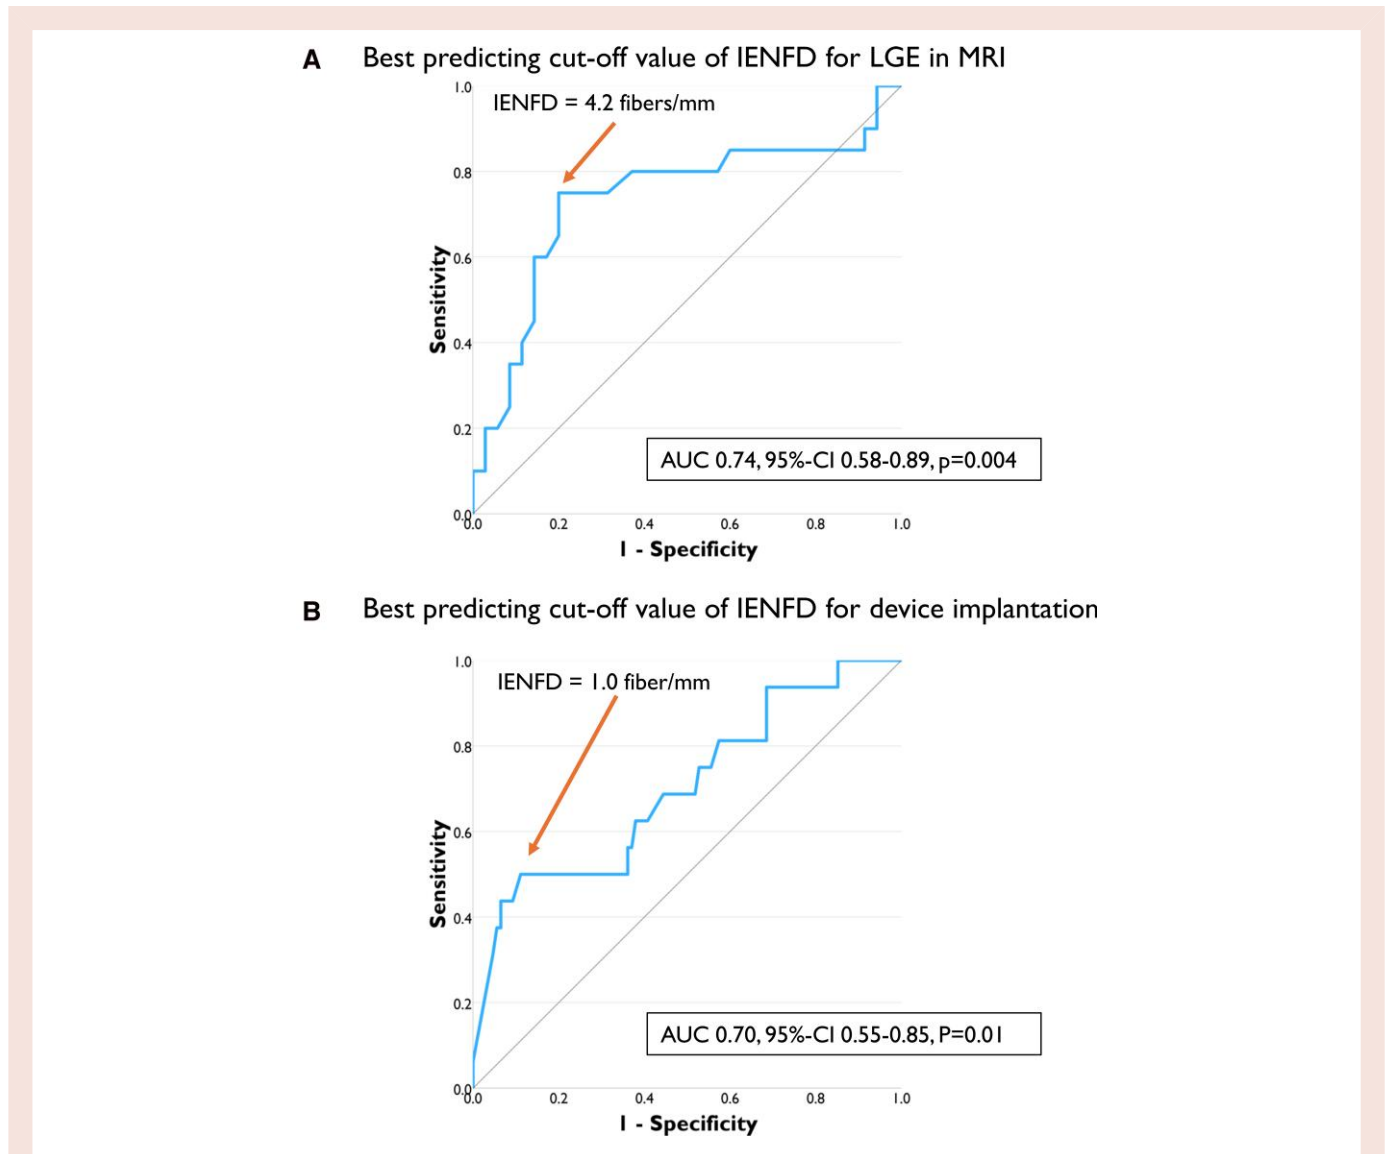 A Best predicting cut-off value of IENFD for LGE in MRI
IENFD = 4.2 fibers/mm
1.0
0.8
0.6
0.4
0.2
0.0
Sensitivity
AUC 0.74, 95%-CI 0.58-0.89, p=0.004
0.0 0.2 0.4 0.6 0.8 1.0
1 - Specificity
B Best predicting cut-off value of IENFD for device implantation
IENFD = 1.0 fiber/mm
1.0
0.8
0.6
0.4
0.2
0.0
Sensitivity
AUC 0.70, 95%-CI 0.55-0.85, P=0.01
0.0 0.2 0.4 0.6 0.8 1.0
1 - Specificity